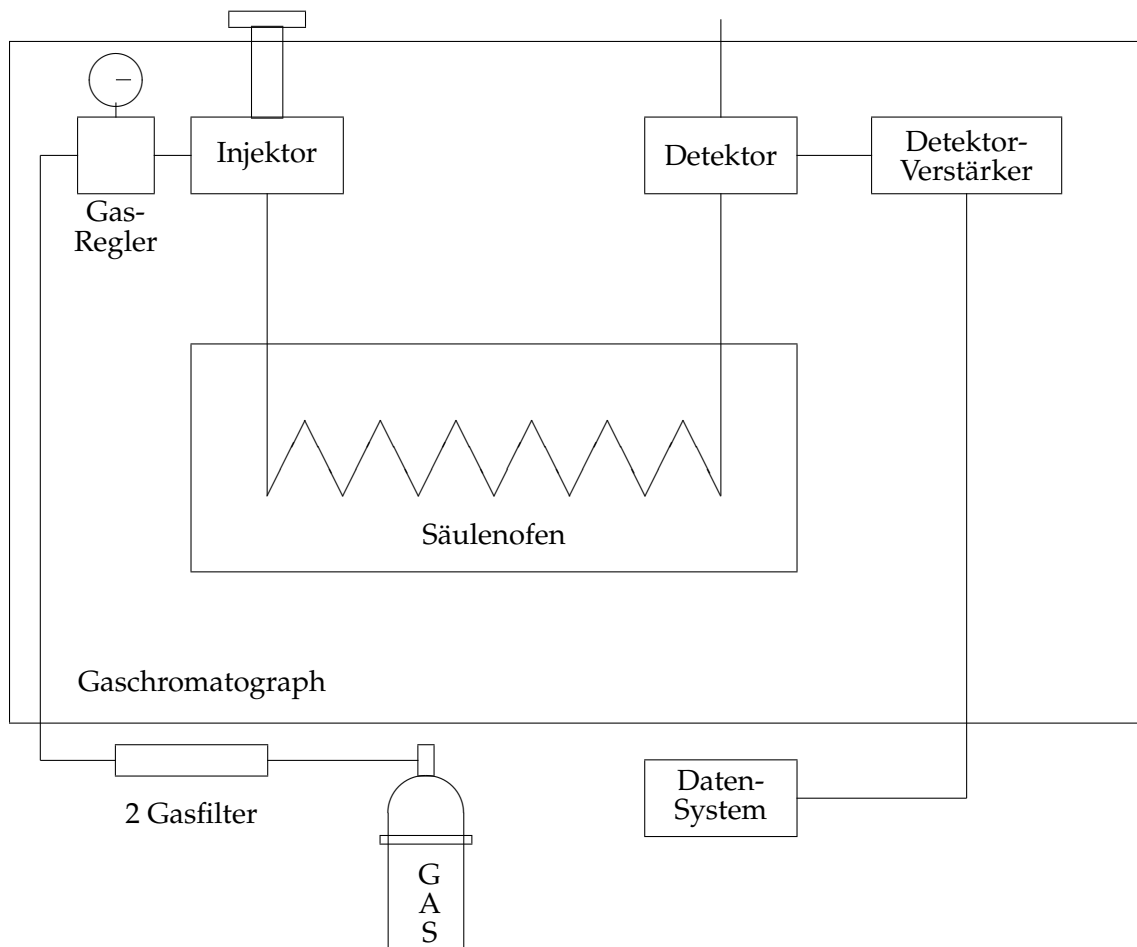 Injektor
Detektor
Detektor-
Verstärker
Gas-
Regler
Säulenofen
Gaschromatograph
2 Gasfilter
Daten-
System
G
A
S